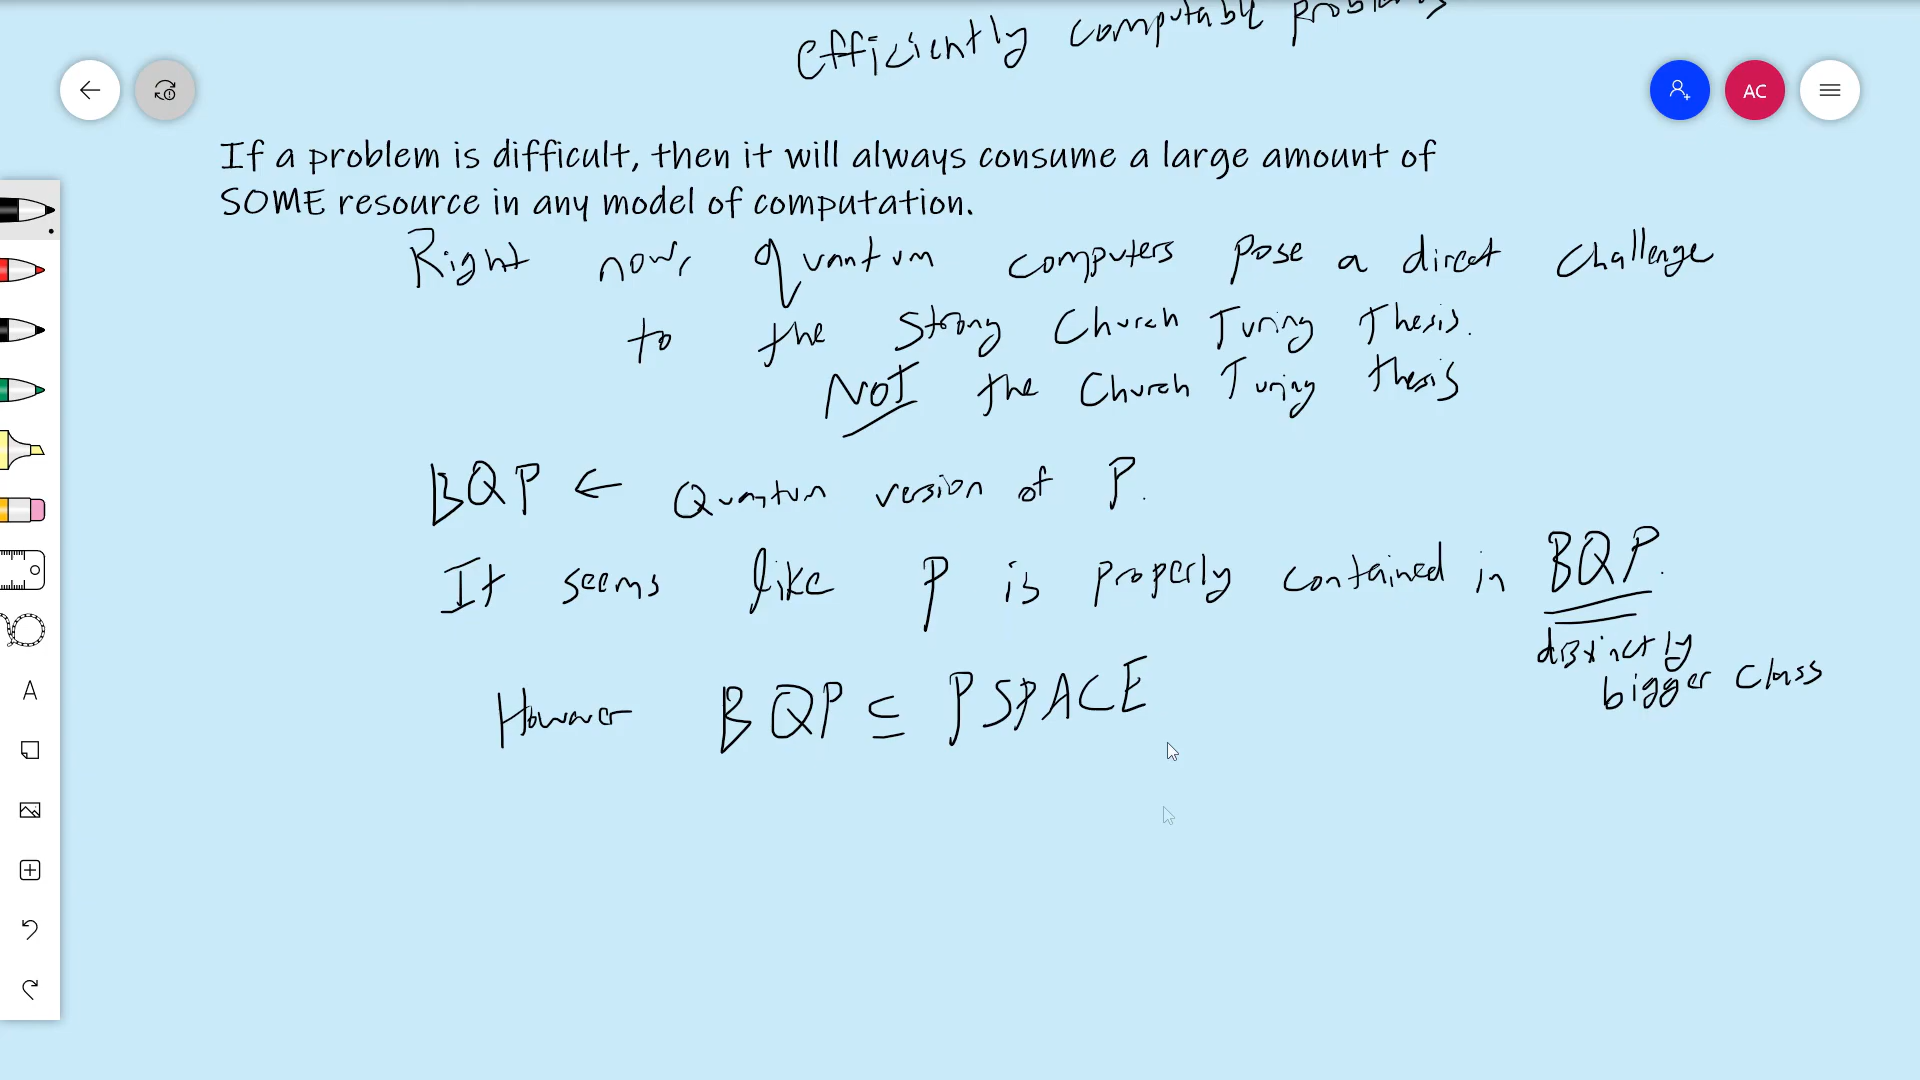 efficiently computable problems
AC
If a problem is difficult, then it will always consume a large amount of
SOME resource in any model of computation.
Right now, quantum computers pose a direct challenge
to the Strong Church Turing Thesis.
NOT the Church Turing thesis
BQP ← Quantum version of P.
It seems like P is properly contained in BQP.
distinctly
bigger class
However BQP ⊆ PSPACE
A